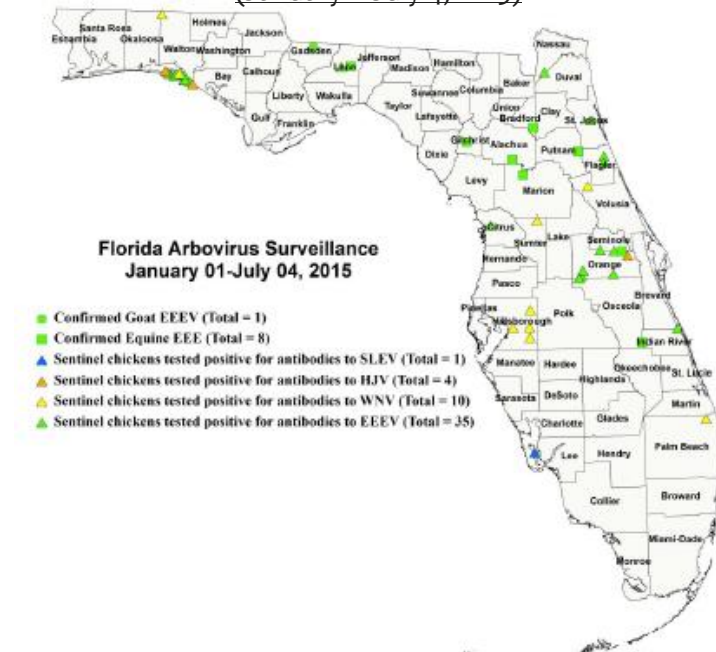 Nassau
Holmes
Santa Rosa
Jackson
Escambia
Okaloosa
Walton
Washington
Gadsden
Jefferson
Hamilton
Duval
Leon
Madison
Baker
Bay
Calhoun
Columbia
Suwannee
Liberty
Wakulla
Taylor
Union
Clay
Lafayette
Bradford
Gulf
Franklin
Gilchrist
Alachua
Putnam
Dixie
Flagler
Levy
Marion
Volusia
Citrus
Lake
Sumter
Seminole
Florida Arbovirus Surveillance
January 01-July 04, 2015
Hernando
Orange
Pasco
Brevard
Osceola
Polk
Hillsborough
Confirmed Goat EEEV (Total = 1)
Confirmed Equine EEE (Total = 8)
Indian River
Sentinel chickens tested positive for antibodies to SLEV (Total = 1)
Manatee
Hardee
Okeechobee
St. Lucie
Sentinel chickens tested positive for antibodies to HJV (Total = 4)
Highlands
Sentinel chickens tested positive for antibodies to WNV (Total = 10)
Sarasota
DeSoto
Martin
Sentinel chickens tested positive for antibodies to EEEV (Total = 35)
Charlotte
Glades
Lee
Hendry
Palm Beach
Collier
Broward
Miami-Dade
Monroe